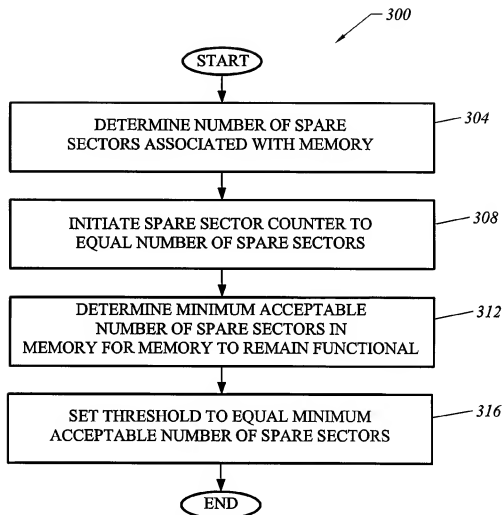 300
START
DETERMINE NUMBER OF SPARE
SECTORS ASSOCIATED WITH MEMORY
304
INITIATE SPARE SECTOR COUNTER TO
EQUAL NUMBER OF SPARE SECTORS
308
DETERMINE MINIMUM ACCEPTABLE
NUMBER OF SPARE SECTORS IN
MEMORY FOR MEMORY TO REMAIN FUNCTIONAL
312
SET THRESHOLD TO EQUAL MINIMUM
ACCEPTABLE NUMBER OF SPARE SECTORS
316
END